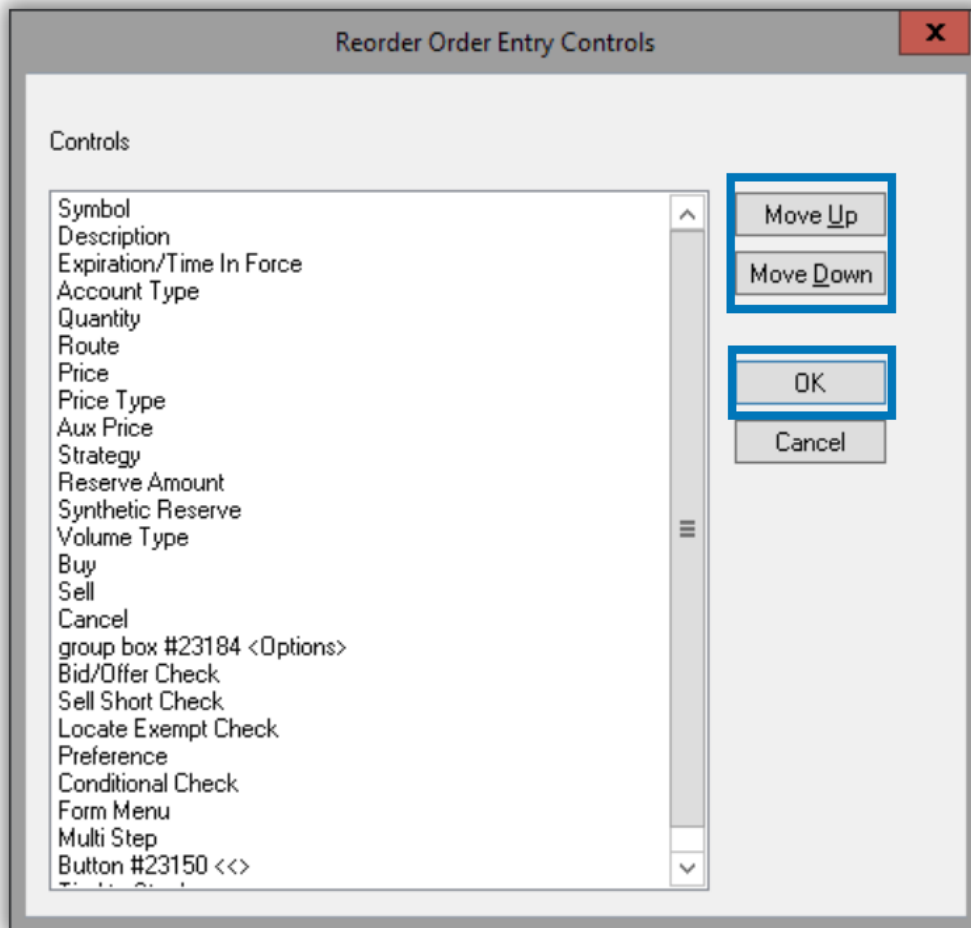 Reorder Order Entry Controls
x
Controls
Symbol
Description
Expiration/Time In Force
Account Type
Quantity
Route
Price
Price Type
Aux Price
Strategy
Reserve Amount
Synthetic Reserve
Volume Type
Buy
Sell
Cancel
group box #23184 <Options>
Bid/Offer Check
Sell Short Check
Locate Exempt Check
Preference
Conditional Check
Form Menu
Multi Step
Button #23150 <<>
Move Up
Move Down
OK
Cancel